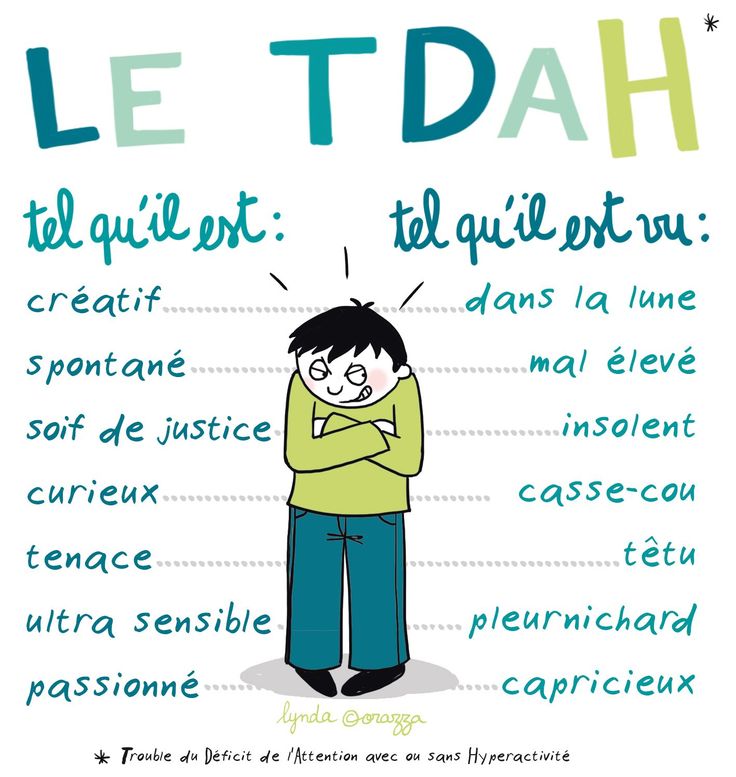 LE TDAH*
tel qu'il est : tel qu'il est vu :
créatif dans la lune
spontané mal élevé
soif de justice insolent
curieux casse-cou
tenace têtu
ultra sensible pleurnichard
passionné capricieux
lynda corazza
* Trouble du Déficit de l'Attention avec ou sans Hyperactivité